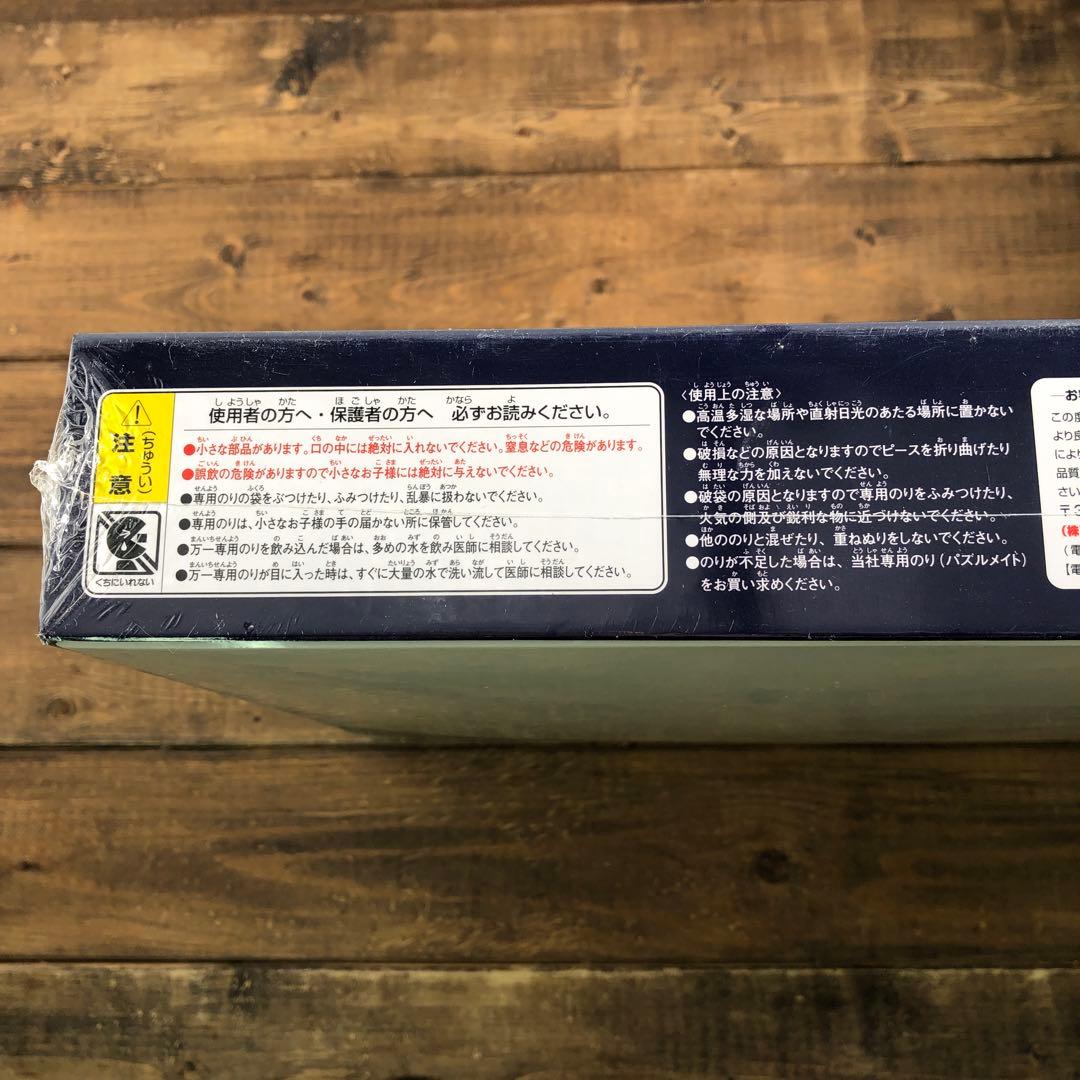 注意
(ちゅうい)
くちにいれない
使用者の方へ・保護者の方へ 必ずお読みください。
●小さな部品があります。口の中には絶対に入れないでください。窒息などの危険があります。
●誤飲の危険がありますので小さなお子様には絶対に与えないでください。
●専用のりの袋をぶつけたり、ふみつけたり、乱暴に扱わないでください。
●専用のりは、小さなお子様の手の届かない所に保管してください。
●万一専用のりを飲み込んだ場合は、多めの水を飲み医師に相談してください。
●万一専用のりが目に入った時は、すぐに大量の水で洗い流して医師に相談してください。
〈使用上の注意〉
●高温多湿な場所や直射日光のあたる場所に置かない
でください。
●破損などの原因となりますのでピースを折り曲げたり
無理な力を加えないでください。
●破袋の原因となりますので専用のりをふみつけたり、
火気の側及び鋭利な物に近づけないでください。
●他ののりと混ぜたり、重ねぬりをしないでください。
●のりが不足した場合は、当社専用のり(パズルメイト)
をお買い求めください。
この度
により
品質
さい
〒3
(株
(電
【電